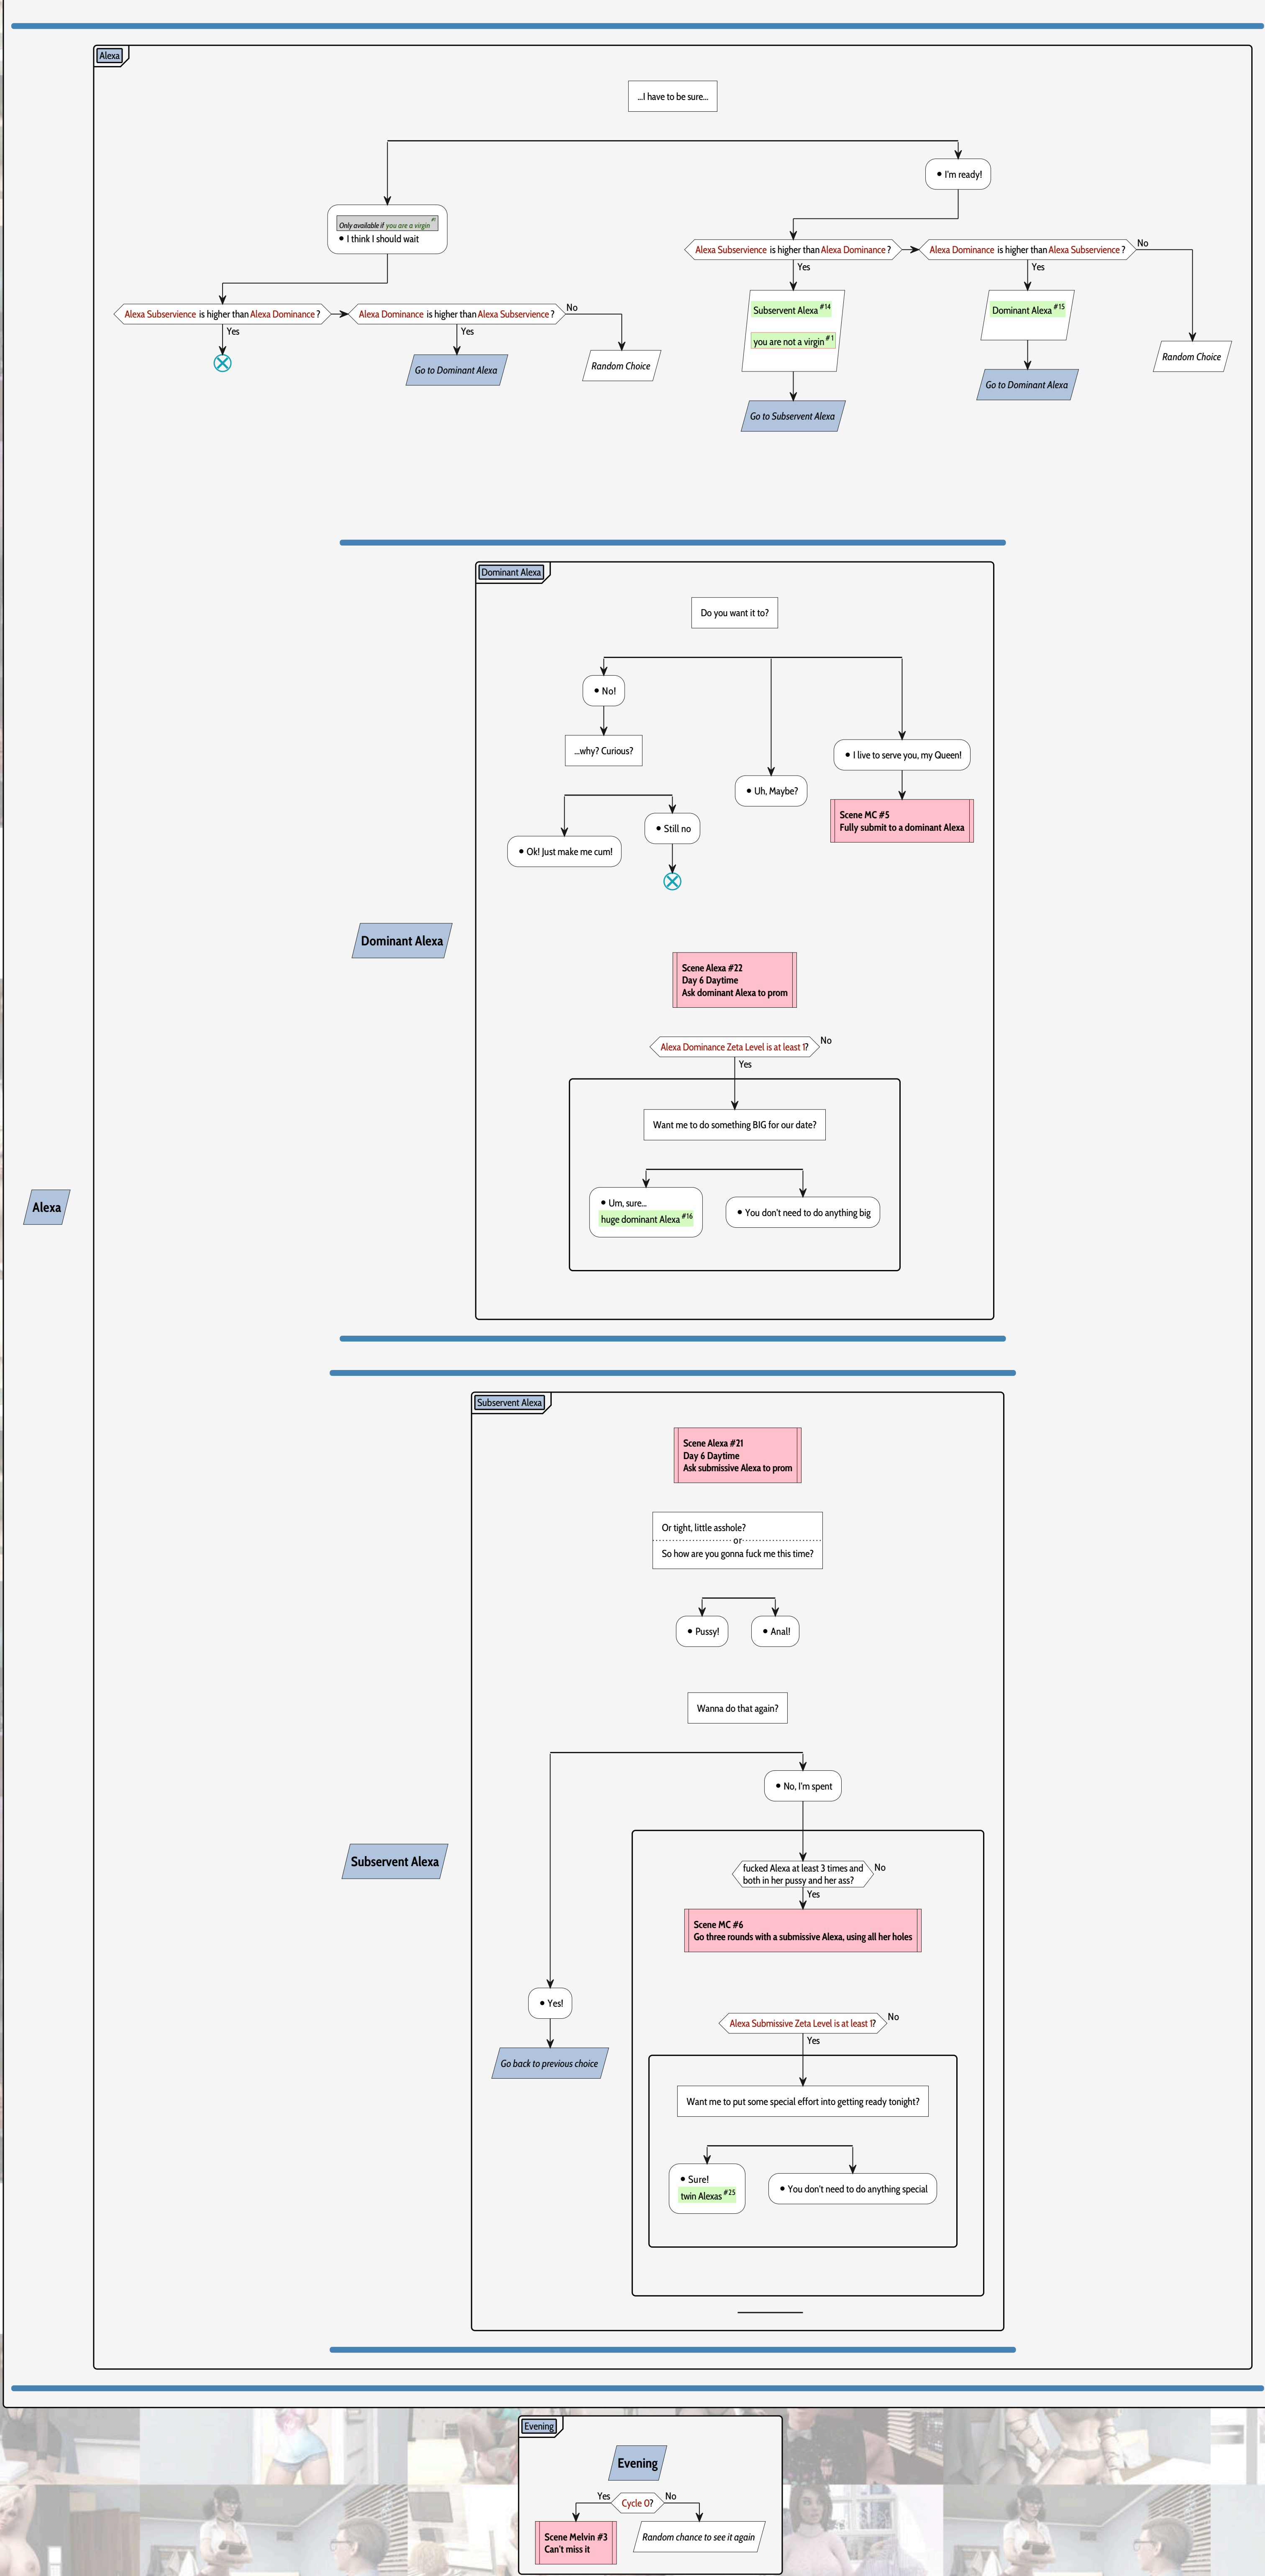 Alexa
...I have to be sure...
• I'm ready!
Only available if you are a virgin #1
• I think I should wait
Alexa Subservience is higher than Alexa Dominance ?
Yes
Alexa Dominance is higher than Alexa Subservience ?
No
Yes
Go to Dominant Alexa
Random Choice
Alexa Subservience is higher than Alexa Dominance ?
Yes
Alexa Dominance is higher than Alexa Subservience ?
No
Yes
Subservent Alexa #14
you are not a virgin #1
Go to Subservent Alexa
Dominant Alexa #15
Go to Dominant Alexa
Random Choice
Dominant Alexa
Do you want it to?
• No!
...why? Curious?
• Ok! Just make me cum!
• Still no
• Uh, Maybe?
• I live to serve you, my Queen!
Scene MC #5
Fully submit to a dominant Alexa
Dominant Alexa
Scene Alexa #22
Day 6 Daytime
Ask dominant Alexa to prom
Alexa Dominance Zeta Level is at least 1?
No
Yes
Want me to do something BIG for our date?
• Um, sure...
huge dominant Alexa #16
• You don't need to do anything big
Alexa
Subservent Alexa
Scene Alexa #21
Day 6 Daytime
Ask submissive Alexa to prom
Or tight, little asshole?
or
So how are you gonna fuck me this time?
• Pussy!
• Anal!
Wanna do that again?
• No, I'm spent
Subservent Alexa
fucked Alexa at least 3 times and
both in her pussy and her ass?
No
Yes
Scene MC #6
Go three rounds with a submissive Alexa, using all her holes
• Yes!
Go back to previous choice
Alexa Submissive Zeta Level is at least 1?
No
Yes
Want me to put some special effort into getting ready tonight?
• Sure!
twin Alexas #25
• You don't need to do anything special
Evening
Evening
Yes
Cycle 0?
No
Scene Melvin #3
Can't miss it
Random chance to see it again